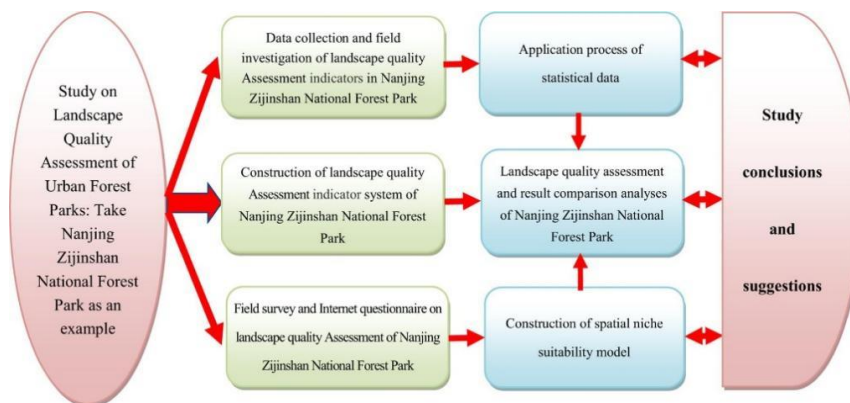 Study on
Landscape
Quality
Assessment of
Urban Forest
Parks: Take
Nanjing
Zijinshan
National Forest
Park as an
example
Data collection and field
investigation of landscape quality
Assessment indicators in Nanjing
Zijinshan National Forest Park
Application process of
statistical data
Construction of landscape quality
Assessment indicator system of
Nanjing Zijinshan National Forest
Park
Landscape quality assessment
and result comparison analyses
of Nanjing Zijinshan National
Forest Park
Field survey and Internet questionnaire on
landscape quality Assessment of Nanjing
Zijinshan National Forest Park
Construction of spatial niche
suitability model
Study
conclusions
and
suggestions